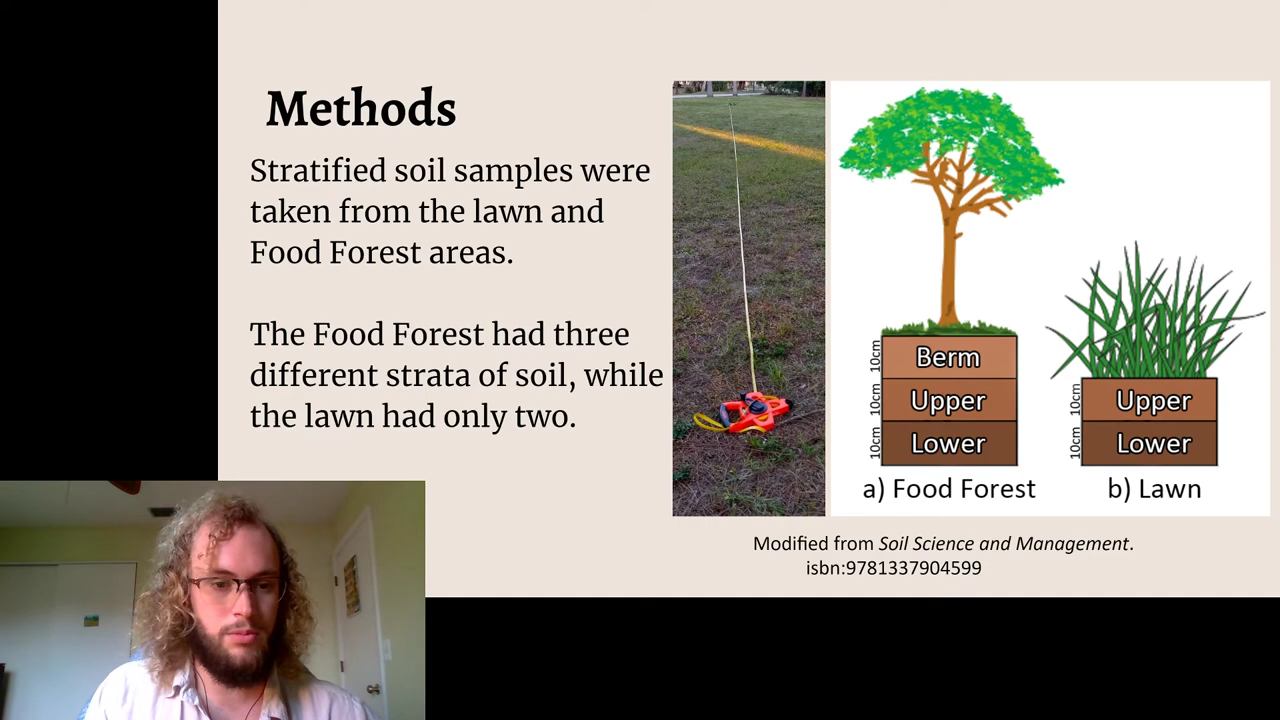 Methods
Stratified soil samples were
taken from the lawn and
Food Forest areas.
The Food Forest had three
different strata of soil, while
the lawn had only two.
10cm Berm
10cm Upper
10cm Lower
a) Food Forest
10cm Upper
10cm Lower
b) Lawn
Modified from Soil Science and Management.
isbn:9781337904599